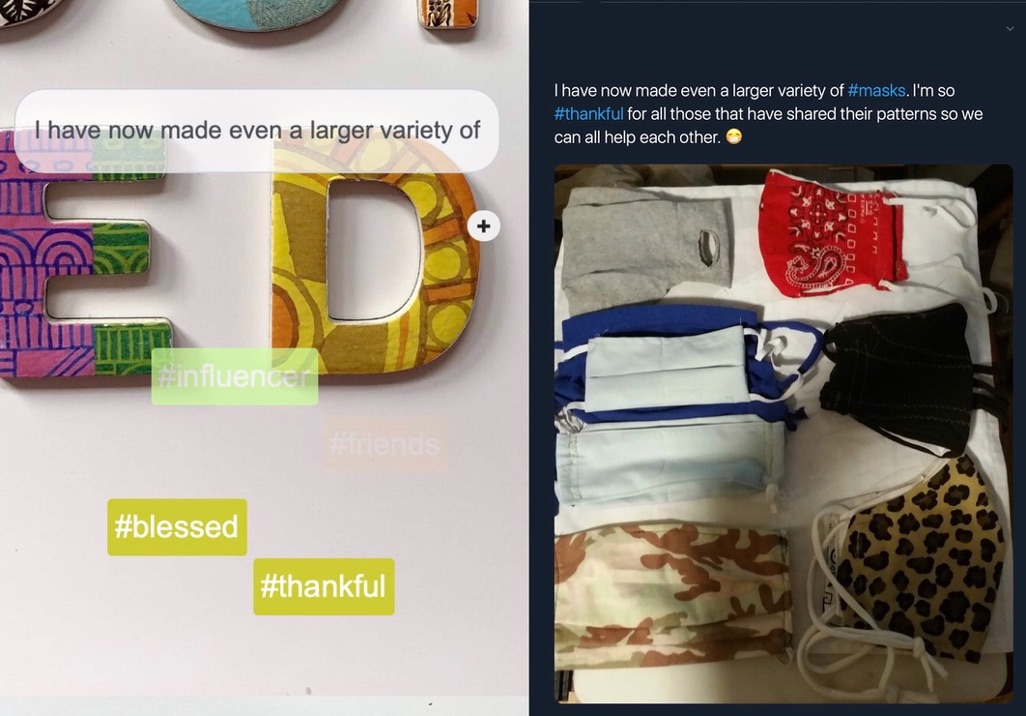 I have now made even a larger variety of
ED
#influencer
#friends
#blessed
#thankful
I have now made even a larger variety of #masks. I'm so
#thankful for all those that have shared their patterns so we
can all help each other. 😷